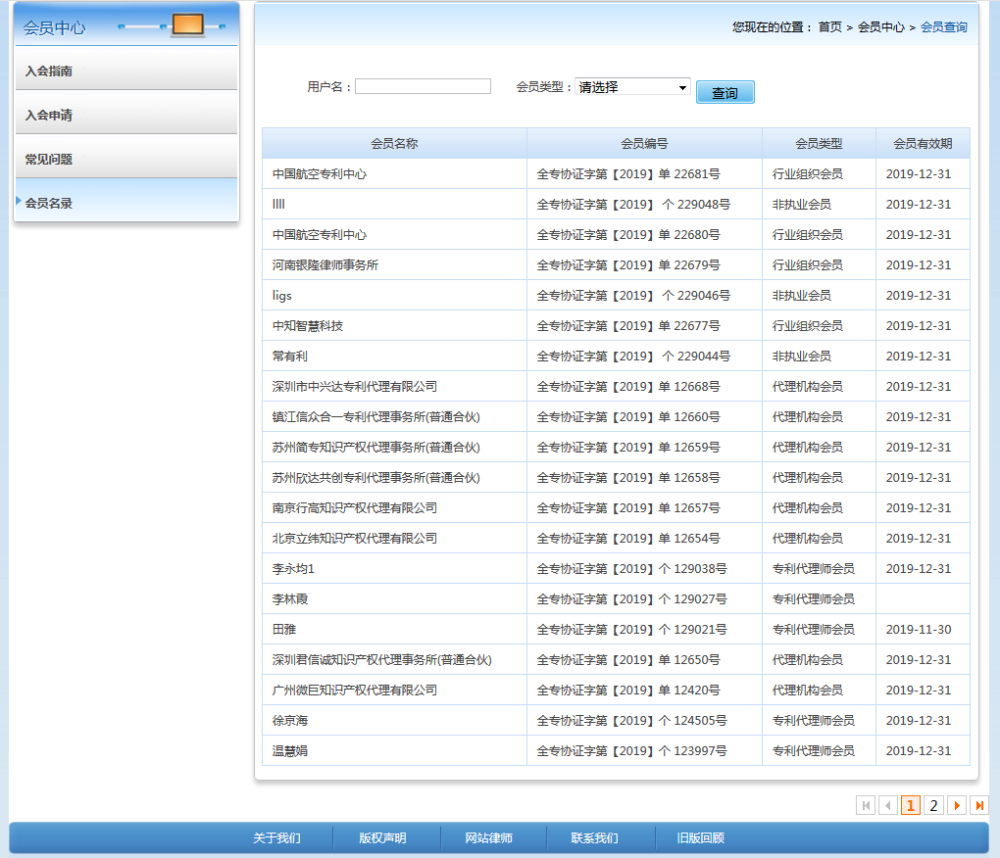 会员中心
入会指南
入会申请
常见问题
会员名录
您现在的位置： 首页 > 会员中心 > 会员查询
用户名： 会员类型： 请选择 查询
会员名称 会员编号 会员类型 会员有效期
中国航空专利中心 全专协证字第【2019】单 22681号 行业组织会员 2019-12-31
llll 全专协证字第【2019】 个 229048号 非执业会员 2019-12-31
中国航空专利中心 全专协证字第【2019】单 22680号 行业组织会员 2019-12-31
河南银隆律师事务所 全专协证字第【2019】单 22679号 行业组织会员 2019-12-31
ligs 全专协证字第【2019】 个 229046号 非执业会员 2019-12-31
中知智慧科技 全专协证字第【2019】单 22677号 行业组织会员 2019-12-31
常有利 全专协证字第【2019】 个 229044号 非执业会员 2019-12-31
深圳市中兴达专利代理有限公司 全专协证字第【2019】单 12668号 代理机构会员 2019-12-31
镇江信众合一专利代理事务所(普通合伙) 全专协证字第【2019】单 12660号 代理机构会员 2019-12-31
苏州简专知识产权代理事务所(普通合伙) 全专协证字第【2019】单 12659号 代理机构会员 2019-12-31
苏州欣达共创专利代理事务所(普通合伙) 全专协证字第【2019】单 12658号 代理机构会员 2019-12-31
南京行高知识产权代理有限公司 全专协证字第【2019】单 12657号 代理机构会员 2019-12-31
北京立纬知识产权代理有限公司 全专协证字第【2019】单 12654号 代理机构会员 2019-12-31
李永均1 全专协证字第【2019】个 129038号 专利代理师会员 2019-12-31
李林霞 全专协证字第【2019】个 129027号 专利代理师会员
田雅 全专协证字第【2019】个 129021号 专利代理师会员 2019-11-30
深圳君信诚知识产权代理事务所(普通合伙) 全专协证字第【2019】单 12650号 代理机构会员 2019-12-31
广州微巨知识产权代理有限公司 全专协证字第【2019】单 12420号 代理机构会员 2019-12-31
徐京海 全专协证字第【2019】个 124505号 专利代理师会员 2019-12-31
温慧娟 全专协证字第【2019】个 123997号 专利代理师会员 2019-12-31
1 2
关于我们 版权声明 网站律师 联系我们 旧版回顾